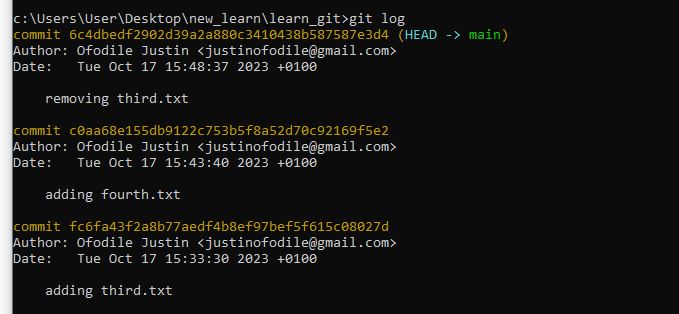 c:\Users\User\Desktop\new_learn\learn_git>git log
commit 6c4dbedf2902d39a2a880c3410438b587587e3d4 (HEAD -> main)
Author: Ofodile Justin <justinofodile@gmail.com>
Date:   Tue Oct 17 15:48:37 2023 +0100
    removing third.txt
commit c0aa68e155db9122c753b5f8a52d70c92169f5e2
Author: Ofodile Justin <justinofodile@gmail.com>
Date:   Tue Oct 17 15:43:40 2023 +0100
    adding fourth.txt
commit fc6fa43f2a8b77aedf4b8ef97bef5f615c08027d
Author: Ofodile Justin <justinofodile@gmail.com>
Date:   Tue Oct 17 15:33:30 2023 +0100
    adding third.txt